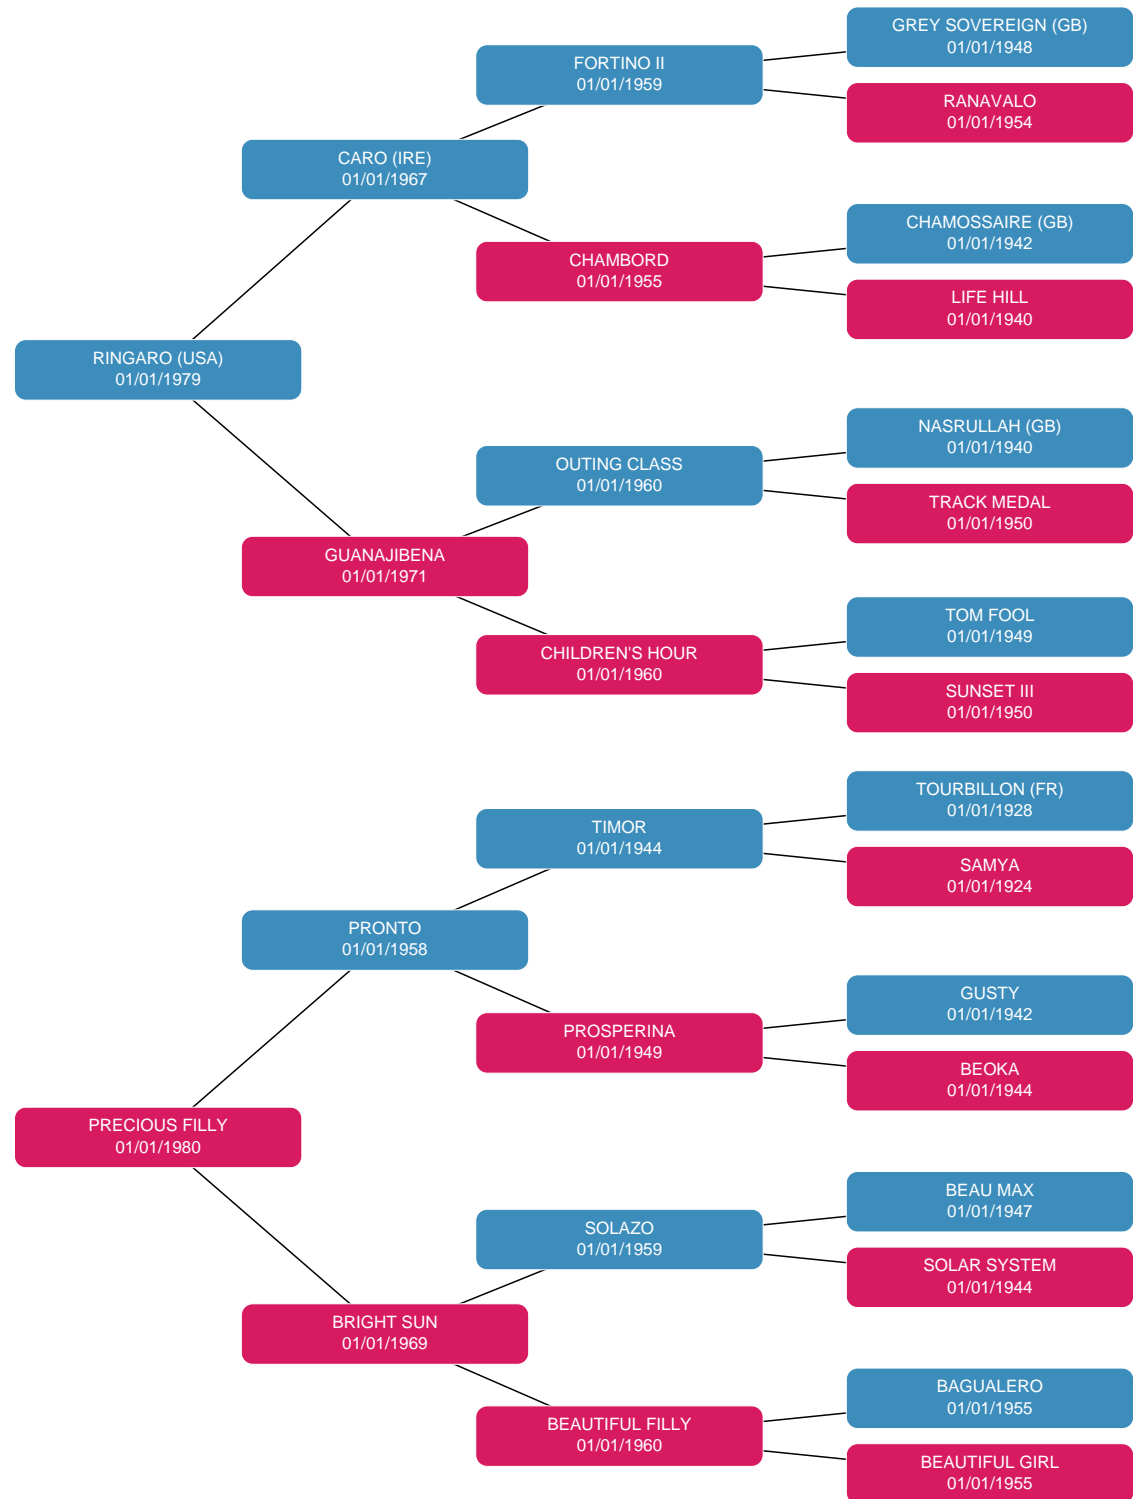 GREY SOVEREIGN (GB)
01/01/1948
FORTINO II
01/01/1959
RANAVALO
01/01/1954
CARO (IRE)
01/01/1967
CHAMOSSAIRE (GB)
01/01/1942
CHAMBORD
01/01/1955
LIFE HILL
01/01/1940
RINGARO (USA)
01/01/1979
NASRULLAH (GB)
01/01/1940
OUTING CLASS
01/01/1960
TRACK MEDAL
01/01/1950
GUANAJIBENA
01/01/1971
TOM FOOL
01/01/1949
CHILDREN'S HOUR
01/01/1960
SUNSET III
01/01/1950
TOURBILLON (FR)
01/01/1928
TIMOR
01/01/1944
SAMYA
01/01/1924
PRONTO
01/01/1958
GUSTY
01/01/1942
PROSPERINA
01/01/1949
BEOKA
01/01/1944
PRECIOUS FILLY
01/01/1980
BEAU MAX
01/01/1947
SOLAZO
01/01/1959
SOLAR SYSTEM
01/01/1944
BRIGHT SUN
01/01/1969
BAGUALERO
01/01/1955
BEAUTIFUL FILLY
01/01/1960
BEAUTIFUL GIRL
01/01/1955